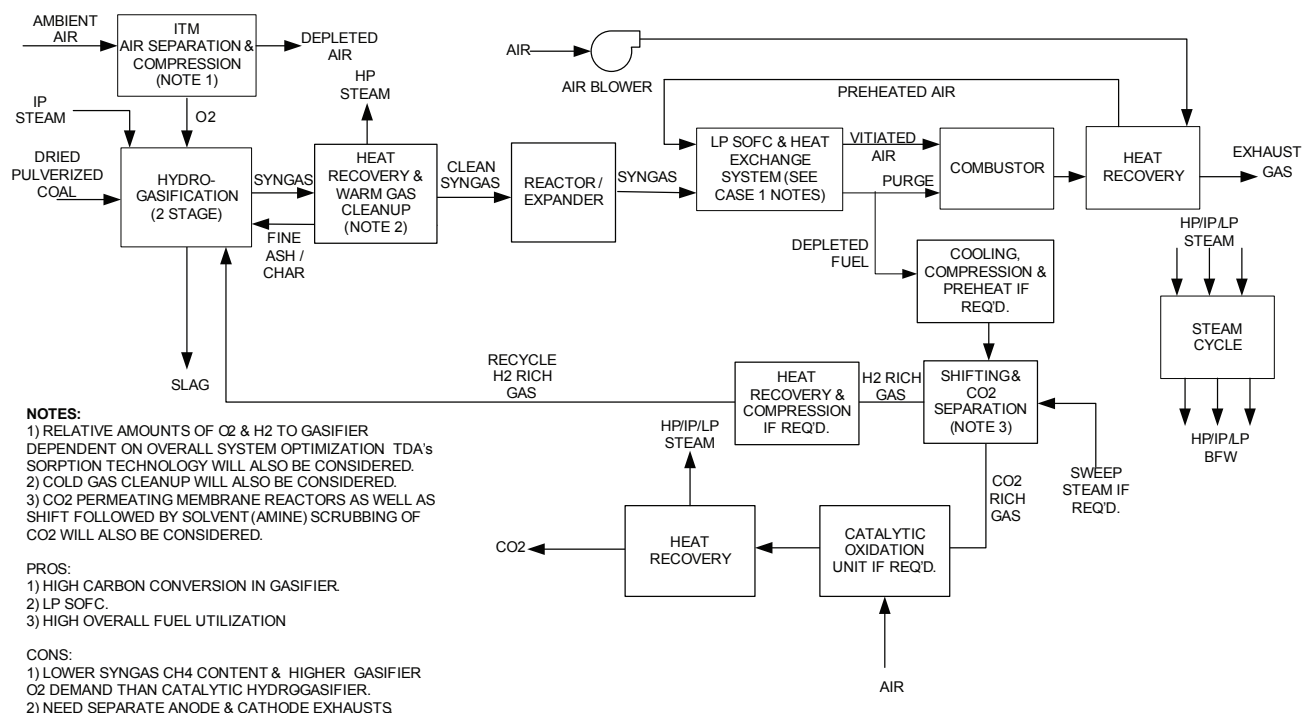 AMBIENT
AIR
ITM
AIR SEPARATION &
COMPRESSION
(NOTE 1)
DEPLETED
AIR
HP
STEAM
IP
STEAM
O2
DRIED
PULVERIZED
COAL
HYDRO-
GASIFICATION
(2 STAGE)
SYNGAS
HEAT
RECOVERY &
WARM GAS
CLEANUP
(NOTE 2)
FINE
ASH /
CHAR
CLEAN
SYNGAS
REACTOR /
EXPANDER
SYNGAS
AIR
AIR BLOWER
PREHEATED AIR
LP SOFC & HEAT
EXCHANGE
SYSTEM (SEE
CASE 1 NOTES)
VITIATED
AIR
PURGE
COMBUSTOR
HEAT
RECOVERY
EXHAUST
GAS
DEPLETED
FUEL
COOLING,
COMPRESSION &
PREHEAT IF
REQ'D.
HP/IP/LP
STEAM
STEAM
CYCLE
HP/IP/LP
BFW
SLAG
RECYCLE
H2 RICH
GAS
HEAT
RECOVERY &
COMPRESSION
IF REQ'D.
H2 RICH
GAS
SHIFTING &
CO2
SEPARATION
(NOTE 3)
SWEEP
STEAM IF
REQ'D.
CO2
RICH
GAS
HP/IP/LP
STEAM
CO2
HEAT
RECOVERY
CATALYTIC
OXIDATION
UNIT IF REQ'D.
AIR
NOTES:
1) RELATIVE AMOUNTS OF O2 & H2 TO GASIFIER
DEPENDENT ON OVERALL SYSTEM OPTIMIZATION TDA's
SORPTION TECHNOLOGY WILL ALSO BE CONSIDERED.
2) COLD GAS CLEANUP WILL ALSO BE CONSIDERED.
3) CO2 PERMEATING MEMBRANE REACTORS AS WELL AS
SHIFT FOLLOWED BY SOLVENT (AMINE) SCRUBBING OF
CO2 WILL ALSO BE CONSIDERED.
PROS:
1) HIGH CARBON CONVERSION IN GASIFIER.
2) LP SOFC.
3) HIGH OVERALL FUEL UTILIZATION
CONS:
1) LOWER SYNGAS CH4 CONTENT & HIGHER GASIFIER
O2 DEMAND THAN CATALYTIC HYDROGASIFIER.
2) NEED SEPARATE ANODE & CATHODE EXHAUSTS